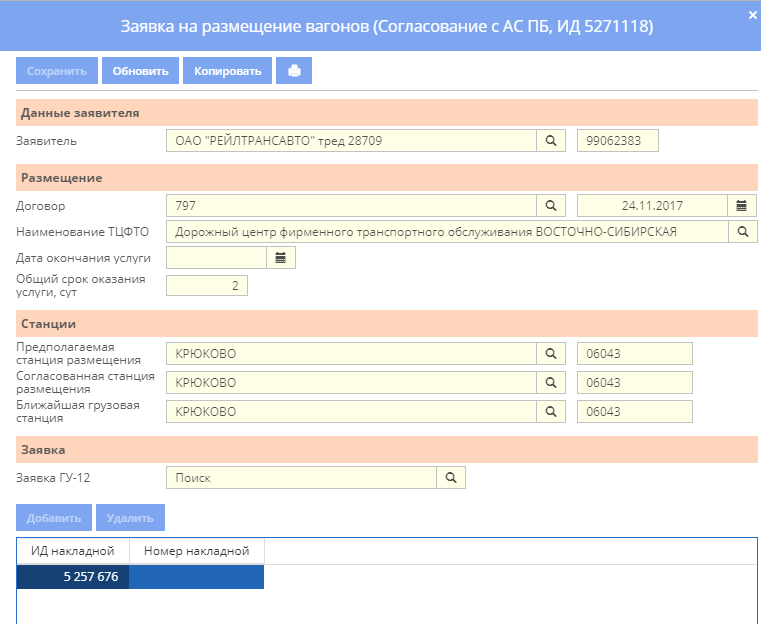 Заявка на размещение вагонов (Согласование с АС ПБ, ИД 5271118)
Сохранить Обновить Копировать
Данные заявителя
Заявитель ОАО "РЕЙЛТРАНСАВТО" тред 28709 99062383
Размещение
Договор 797 24.11.2017
Наименование ТЦФТО Дорожный центр фирменного транспортного обслуживания ВОСТОЧНО-СИБИРСКАЯ
Дата окончания услуги
Общий срок оказания
услуги, сут 2
Станции
Предполагаемая
станция размещения КРЮКОВО 06043
Согласованная станция
размещения КРЮКОВО 06043
Ближайшая грузовая
станция КРЮКОВО 06043
Заявка
Заявка ГУ-12 Поиск
Добавить Удалить
ИД накладной Номер накладной
5 257 676